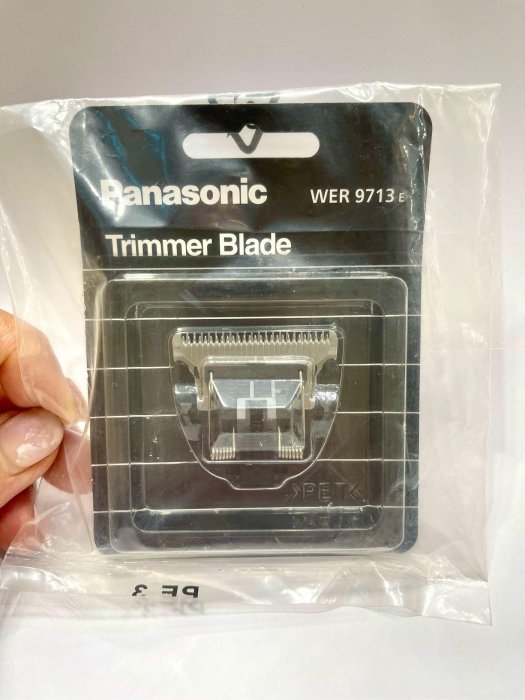 Panasonic
WER 9713 E
Trimmer Blade
>PET<
PE 3